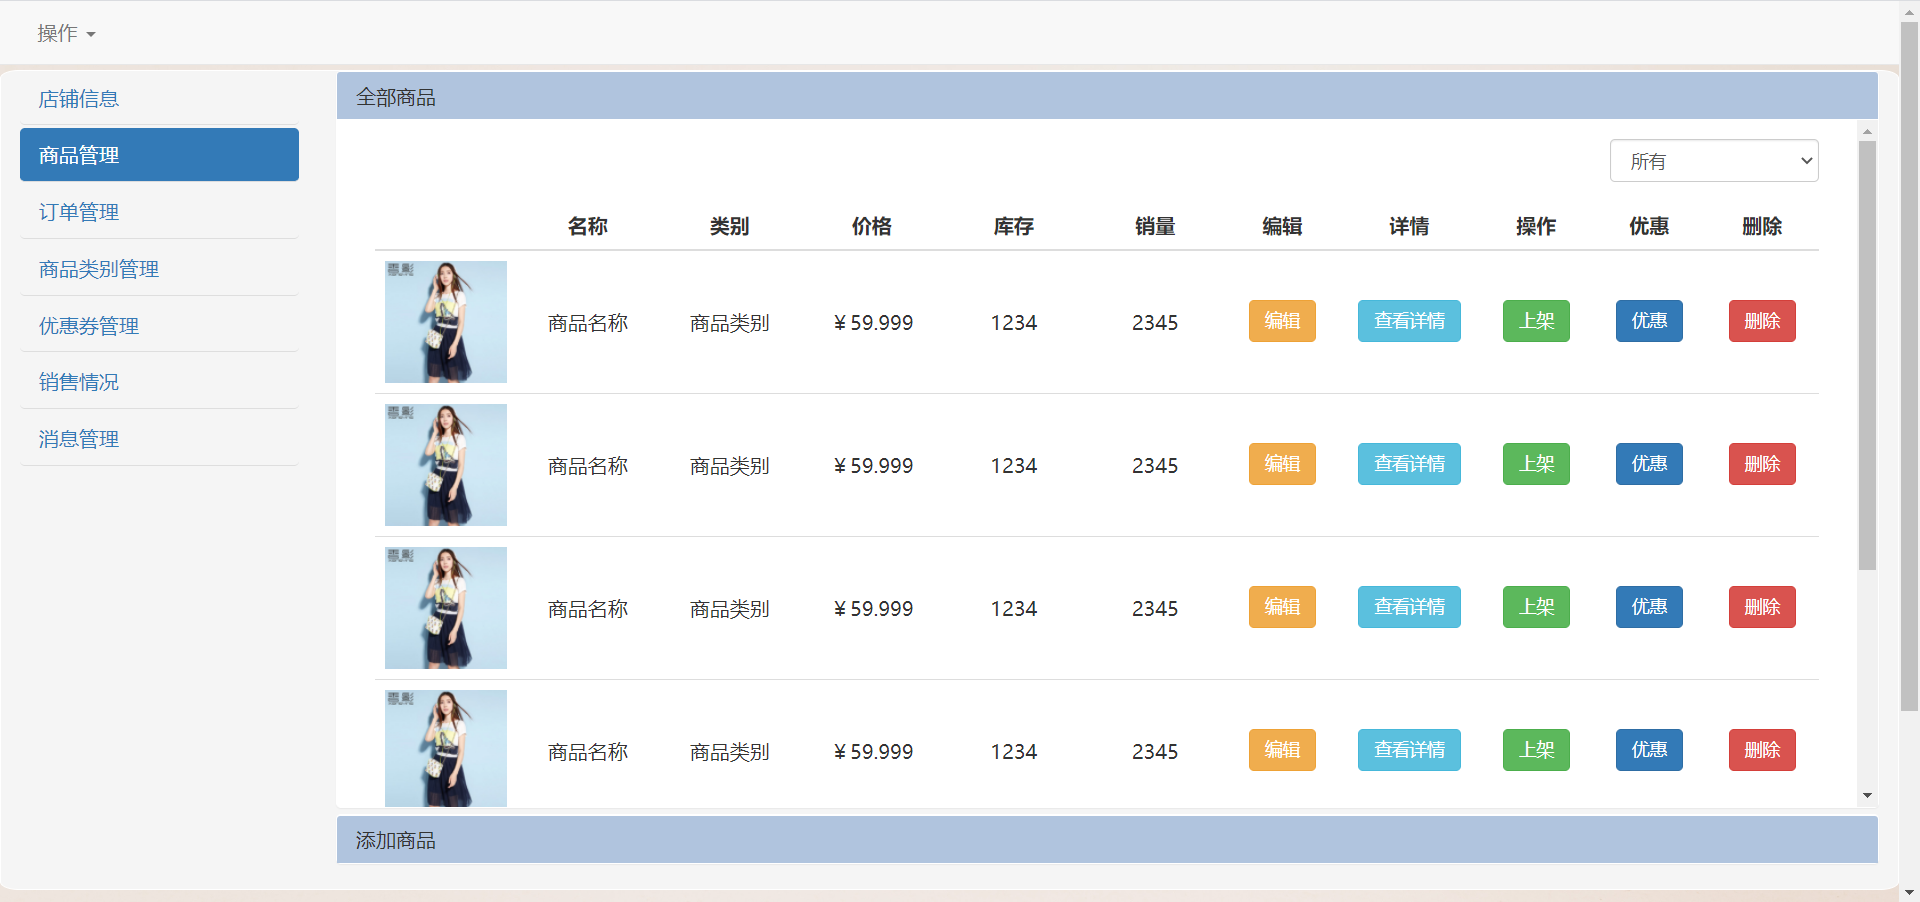 操作
店铺信息
商品管理
订单管理
商品类别管理
优惠券管理
销售情况
消息管理
全部商品
所有
名称 类别 价格 库存 销量 编辑 详情 操作 优惠 删除
商品名称 商品类别 ¥ 59.999 1234 2345 编辑 查看详情 上架 优惠 删除
商品名称 商品类别 ¥ 59.999 1234 2345 编辑 查看详情 上架 优惠 删除
商品名称 商品类别 ¥ 59.999 1234 2345 编辑 查看详情 上架 优惠 删除
商品名称 商品类别 ¥ 59.999 1234 2345 编辑 查看详情 上架 优惠 删除
添加商品